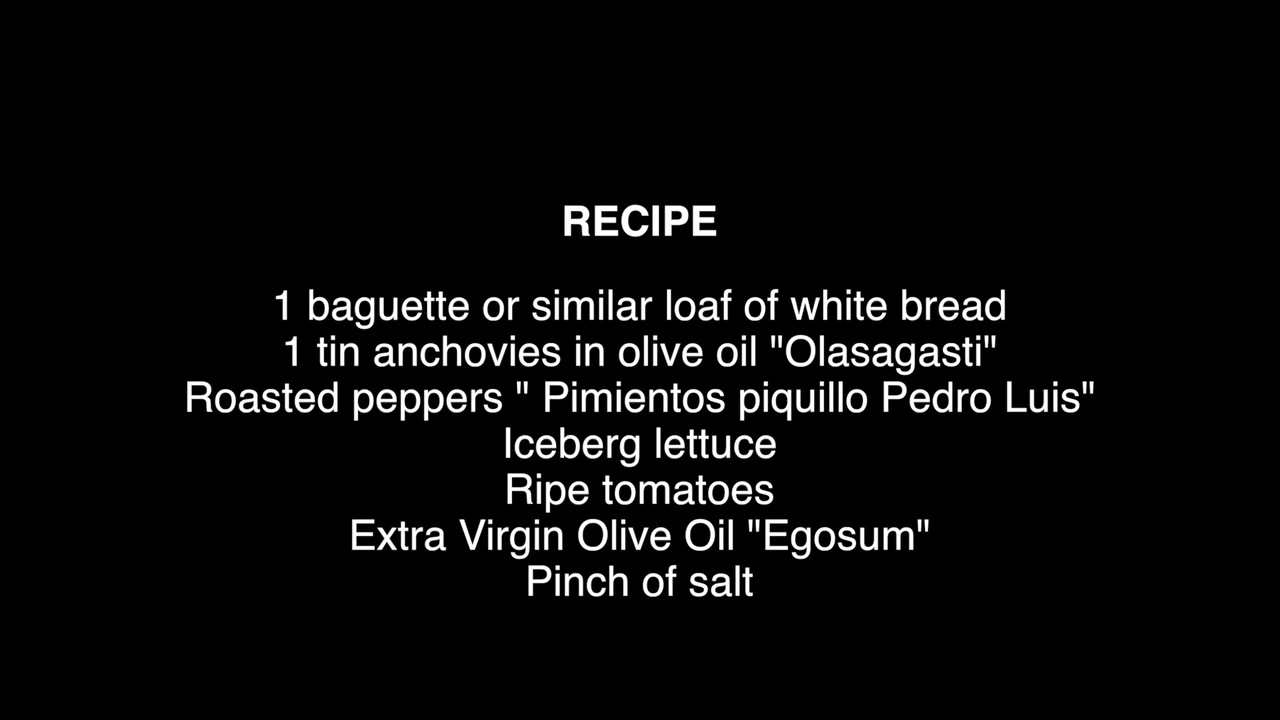 RECIPE
1 baguette or similar loaf of white bread
1 tin anchovies in olive oil "Olasagasti"
Roasted peppers " Pimientos piquillo Pedro Luis"
Iceberg lettuce
Ripe tomatoes
Extra Virgin Olive Oil "Egosum"
Pinch of salt